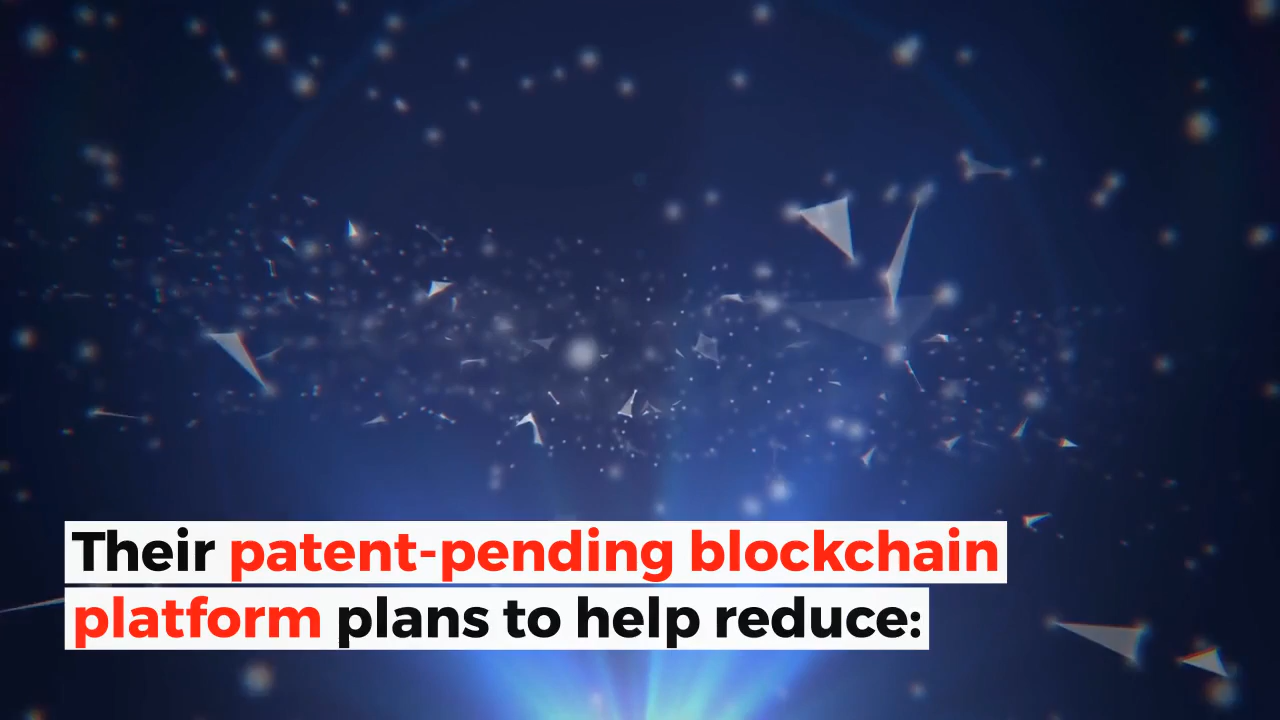 Their patent-pending blockchain
platform plans to help reduce: